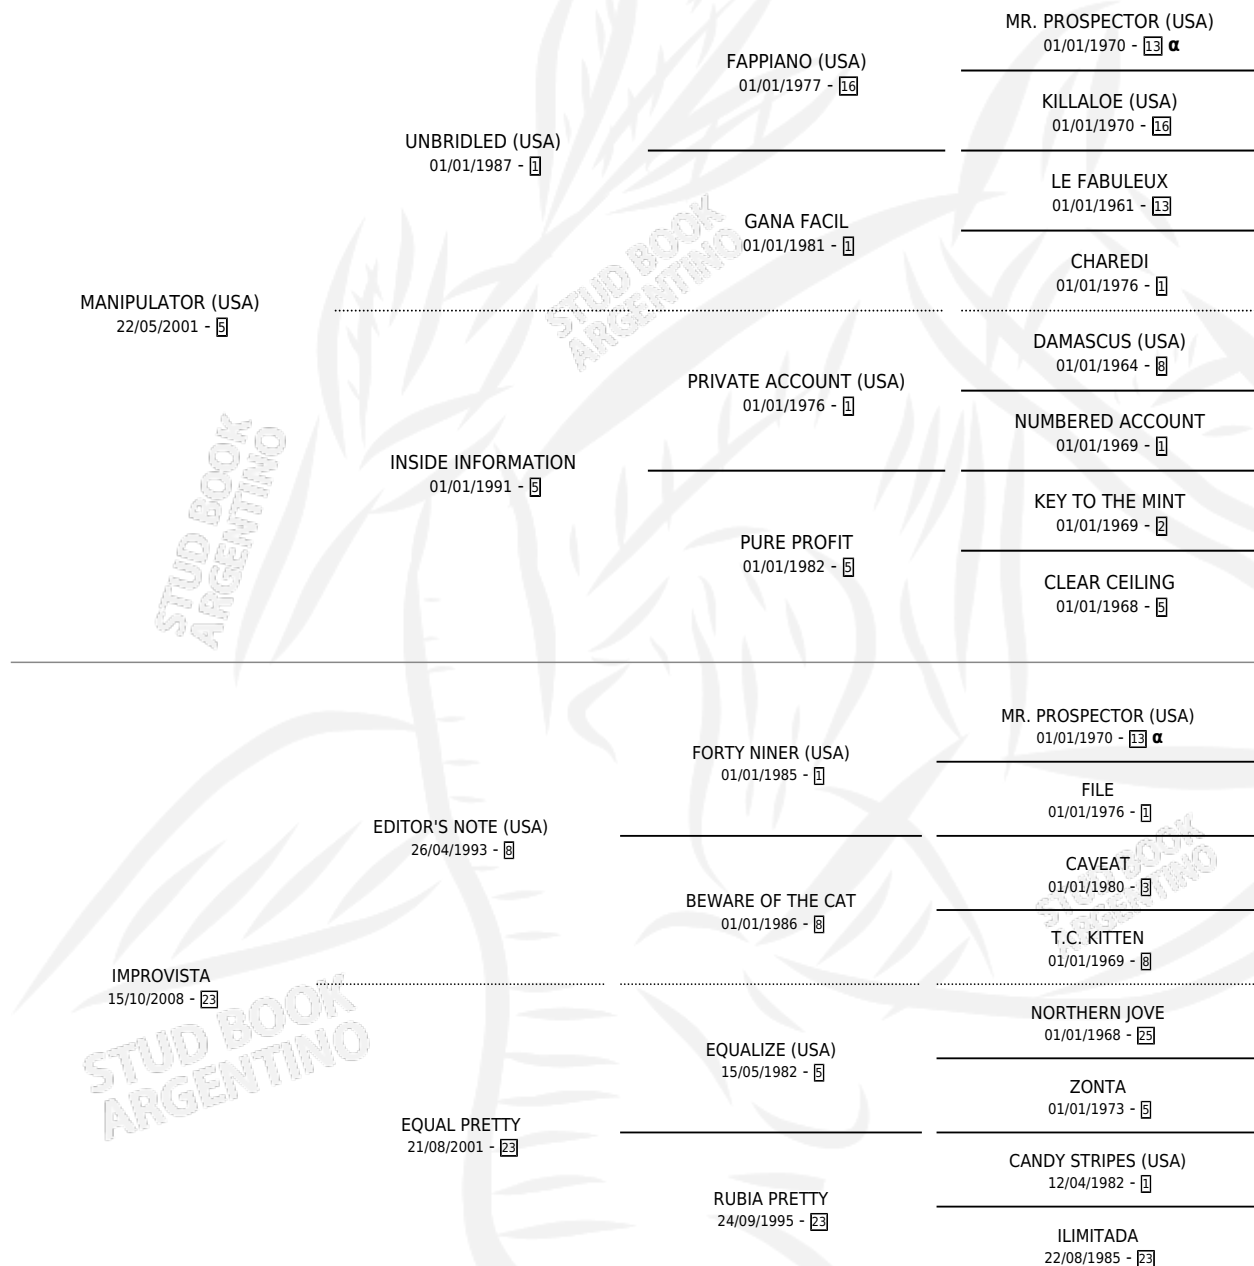 MR. PROSPECTOR (USA)
01/01/1970 - 13 α
FAPPIANO (USA)
01/01/1977 - 16
KILLALOE (USA)
01/01/1970 - 16
UNBRIDLED (USA)
01/01/1987 - 1
LE FABULEUX
01/01/1961 - 13
GANA FACIL
01/01/1981 - 1
CHAREDI
01/01/1976 - 1
MANIPULATOR (USA)
22/05/2001 - 5
DAMASCUS (USA)
01/01/1964 - 8
PRIVATE ACCOUNT (USA)
01/01/1976 - 1
NUMBERED ACCOUNT
01/01/1969 - 1
INSIDE INFORMATION
01/01/1991 - 5
KEY TO THE MINT
01/01/1969 - 2
PURE PROFIT
01/01/1982 - 5
CLEAR CEILING
01/01/1968 - 5
MR. PROSPECTOR (USA)
01/01/1970 - 13 α
FORTY NINER (USA)
01/01/1985 - 1
FILE
01/01/1976 - 1
EDITOR'S NOTE (USA)
26/04/1993 - 8
CAVEAT
01/01/1980 - 3
BEWARE OF THE CAT
01/01/1986 - 8
T.C. KITTEN
01/01/1969 - 8
IMPROVISTA
15/10/2008 - 23
NORTHERN JOVE
01/01/1968 - 25
EQUALIZE (USA)
15/05/1982 - 5
ZONTA
01/01/1973 - 5
EQUAL PRETTY
21/08/2001 - 23
CANDY STRIPES (USA)
12/04/1982 - 1
RUBIA PRETTY
24/09/1995 - 23
ILIMITADA
22/08/1985 - 23
STUD BOOK
ARGENTINO
STUD BOOK
ARGENTINO
STUD BOOK
ARGENTINO
STUD BOOK
ARGENTINO